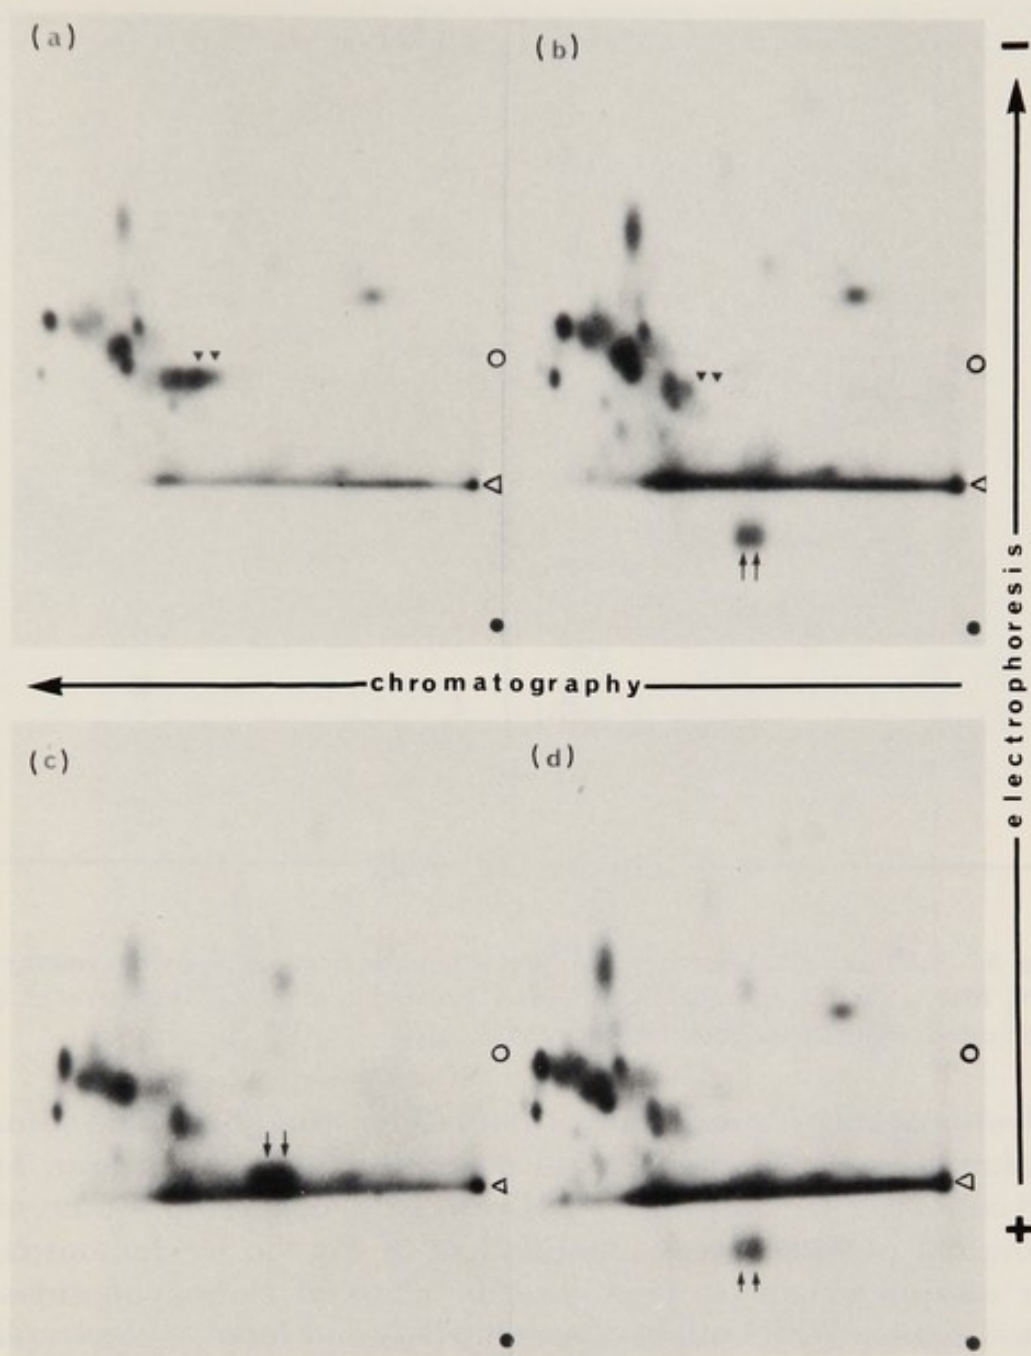 (a)
(b)
−
chromatography
electrophoresis
(c)
(d)
+